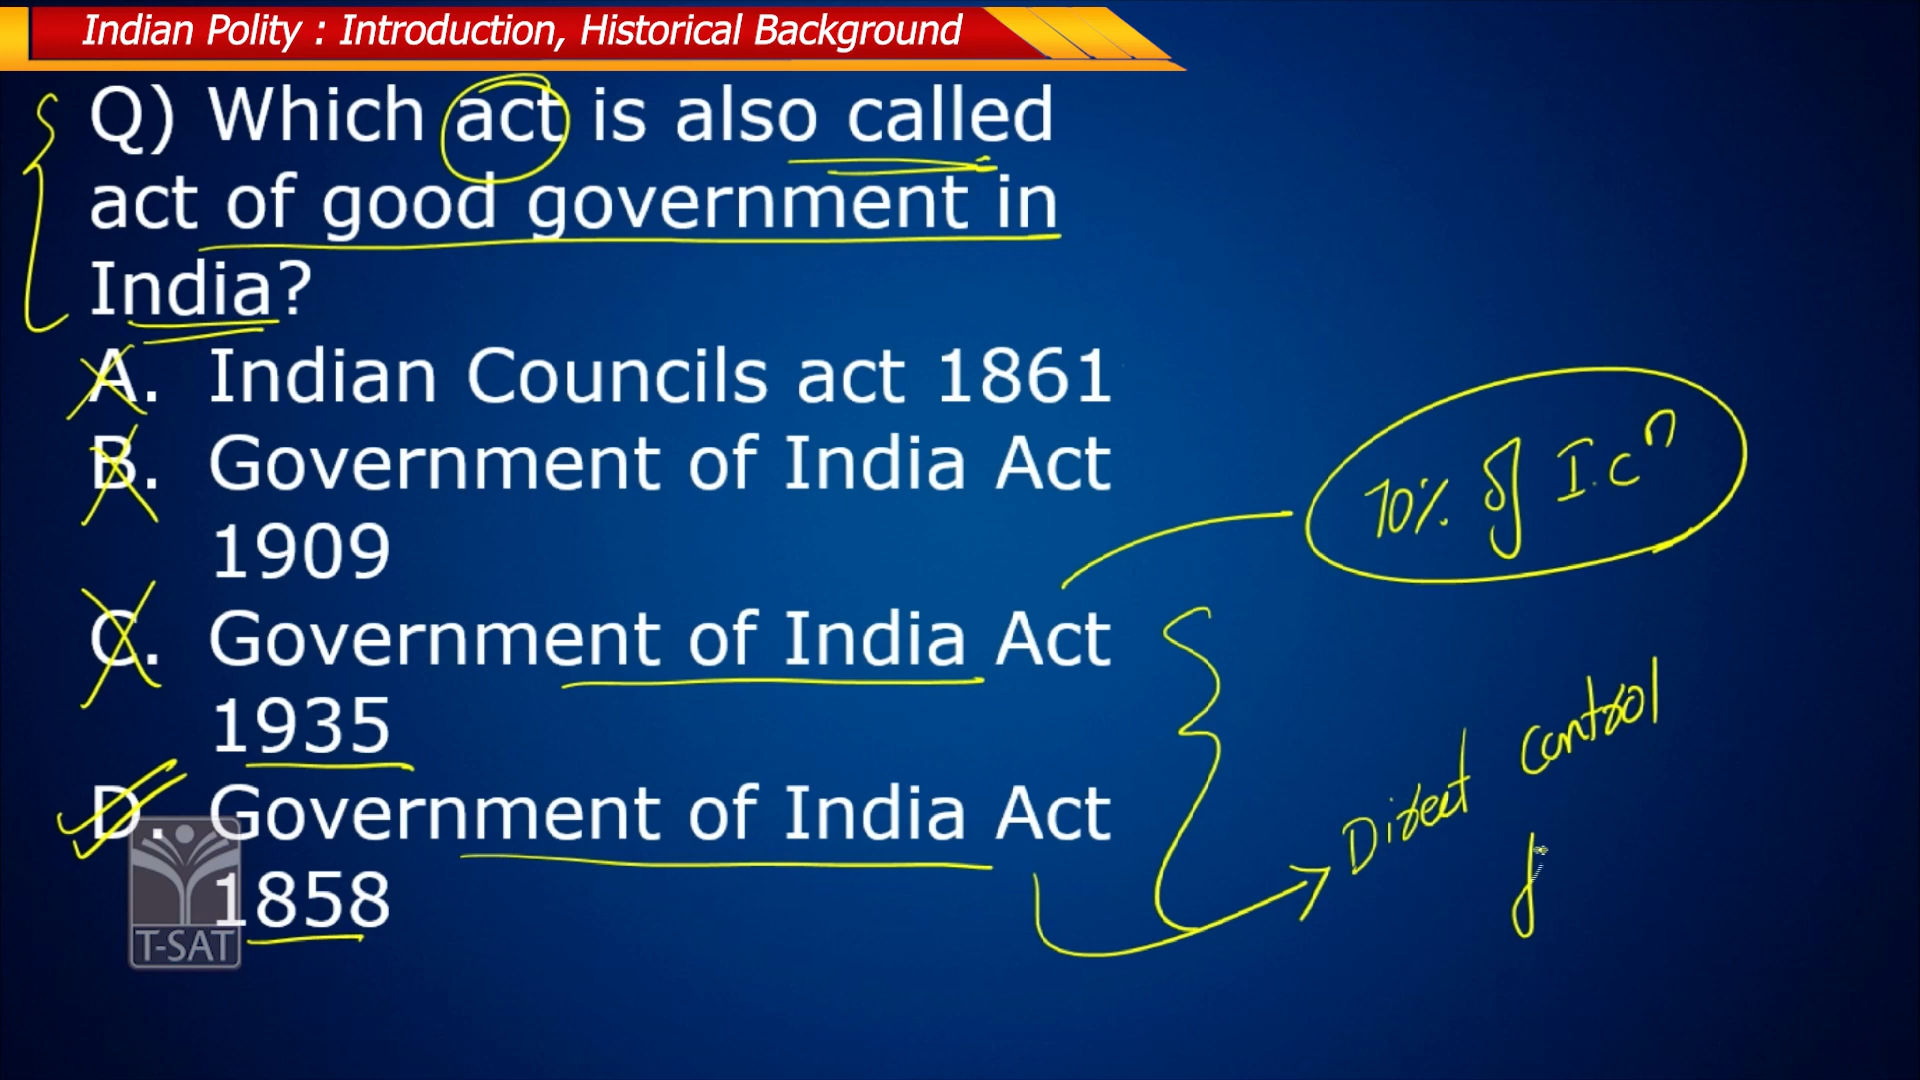 Indian Polity : Introduction, Historical Background
Q) Which act is also called
act of good government in
India?
A. Indian Councils act 1861
B. Government of India Act
1909
C. Government of India Act
1935
D. Government of India Act
1858
70% of I.Cⁿ
Direct control
T-SAT